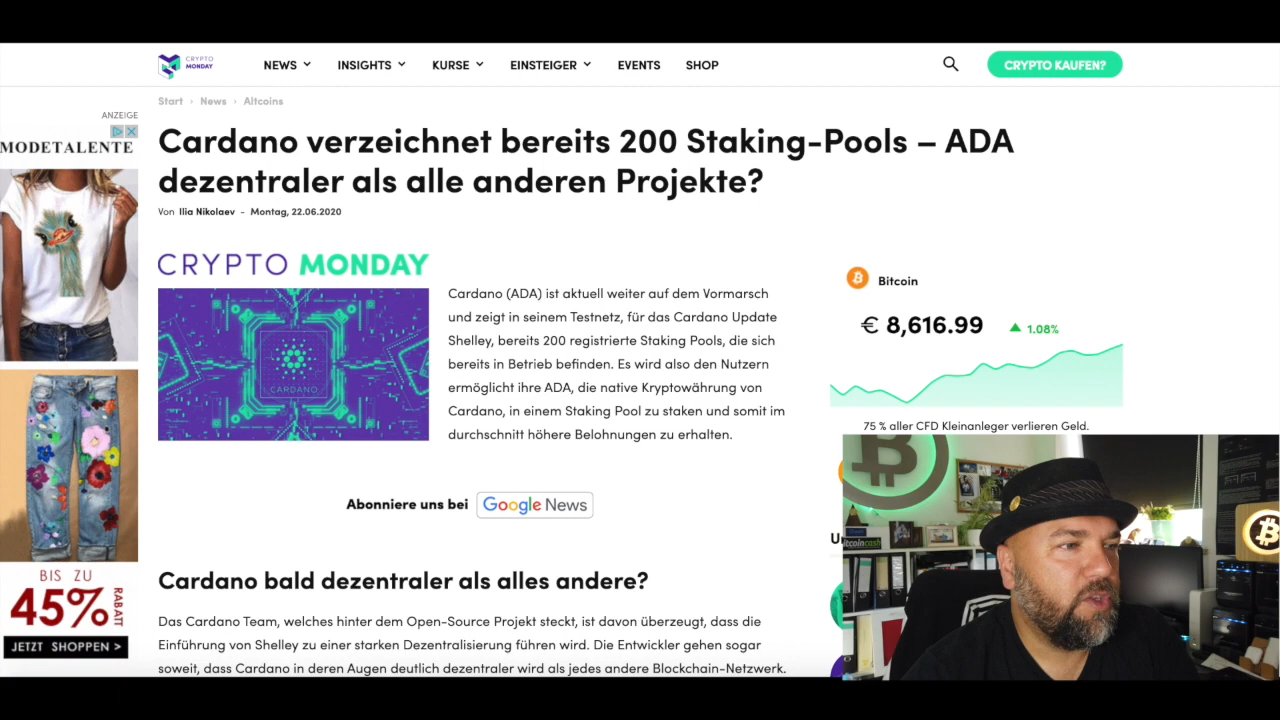 CRYPTO
MONDAY
NEWS
INSIGHTS
KURSE
EINSTEIGER
EVENTS
SHOP
CRYPTO KAUFEN?
Start › News › Altcoins
ANZEIGE
MODETALENTE
Cardano verzeichnet bereits 200 Staking-Pools – ADA
dezentraler als alle anderen Projekte?
Von Ilia Nikolaev - Montag, 22.06.2020
CRYPTO MONDAY
CARDANO
Cardano (ADA) ist aktuell weiter auf dem Vormarsch
und zeigt in seinem Testnetz, für das Cardano Update
Shelley, bereits 200 registrierte Staking Pools, die sich
bereits in Betrieb befinden. Es wird also den Nutzern
ermöglicht ihre ADA, die native Kryptowährung von
Cardano, in einem Staking Pool zu staken und somit im
durchschnitt höhere Belohnungen zu erhalten.
Bitcoin
€ 8,616.99
1.08%
75 % aller CFD Kleinanleger verlieren Geld.
Abonniere uns bei Google News
Cardano bald dezentraler als alles andere?
Das Cardano Team, welches hinter dem Open-Source Projekt steckt, ist davon überzeugt, dass die
Einführung von Shelley zu einer starken Dezentralisierung führen wird. Die Entwickler gehen sogar
soweit, dass Cardano in deren Augen deutlich dezentraler wird als jedes andere Blockchain-Netzwerk.
BIS ZU
45%
RABATT
JETZT SHOPPEN >